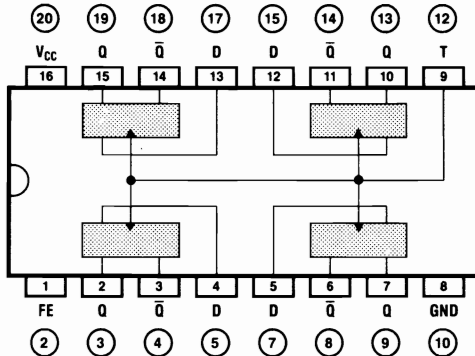 20 19 18 17 15 14 13 12
VCC Q Q̅ D D Q̅ Q T
16 15 14 13 12 11 10 9
1 2 3 4 5 6 7 8
FE Q Q̅ D D Q̅ Q GND
2 3 4 5 7 8 9 10